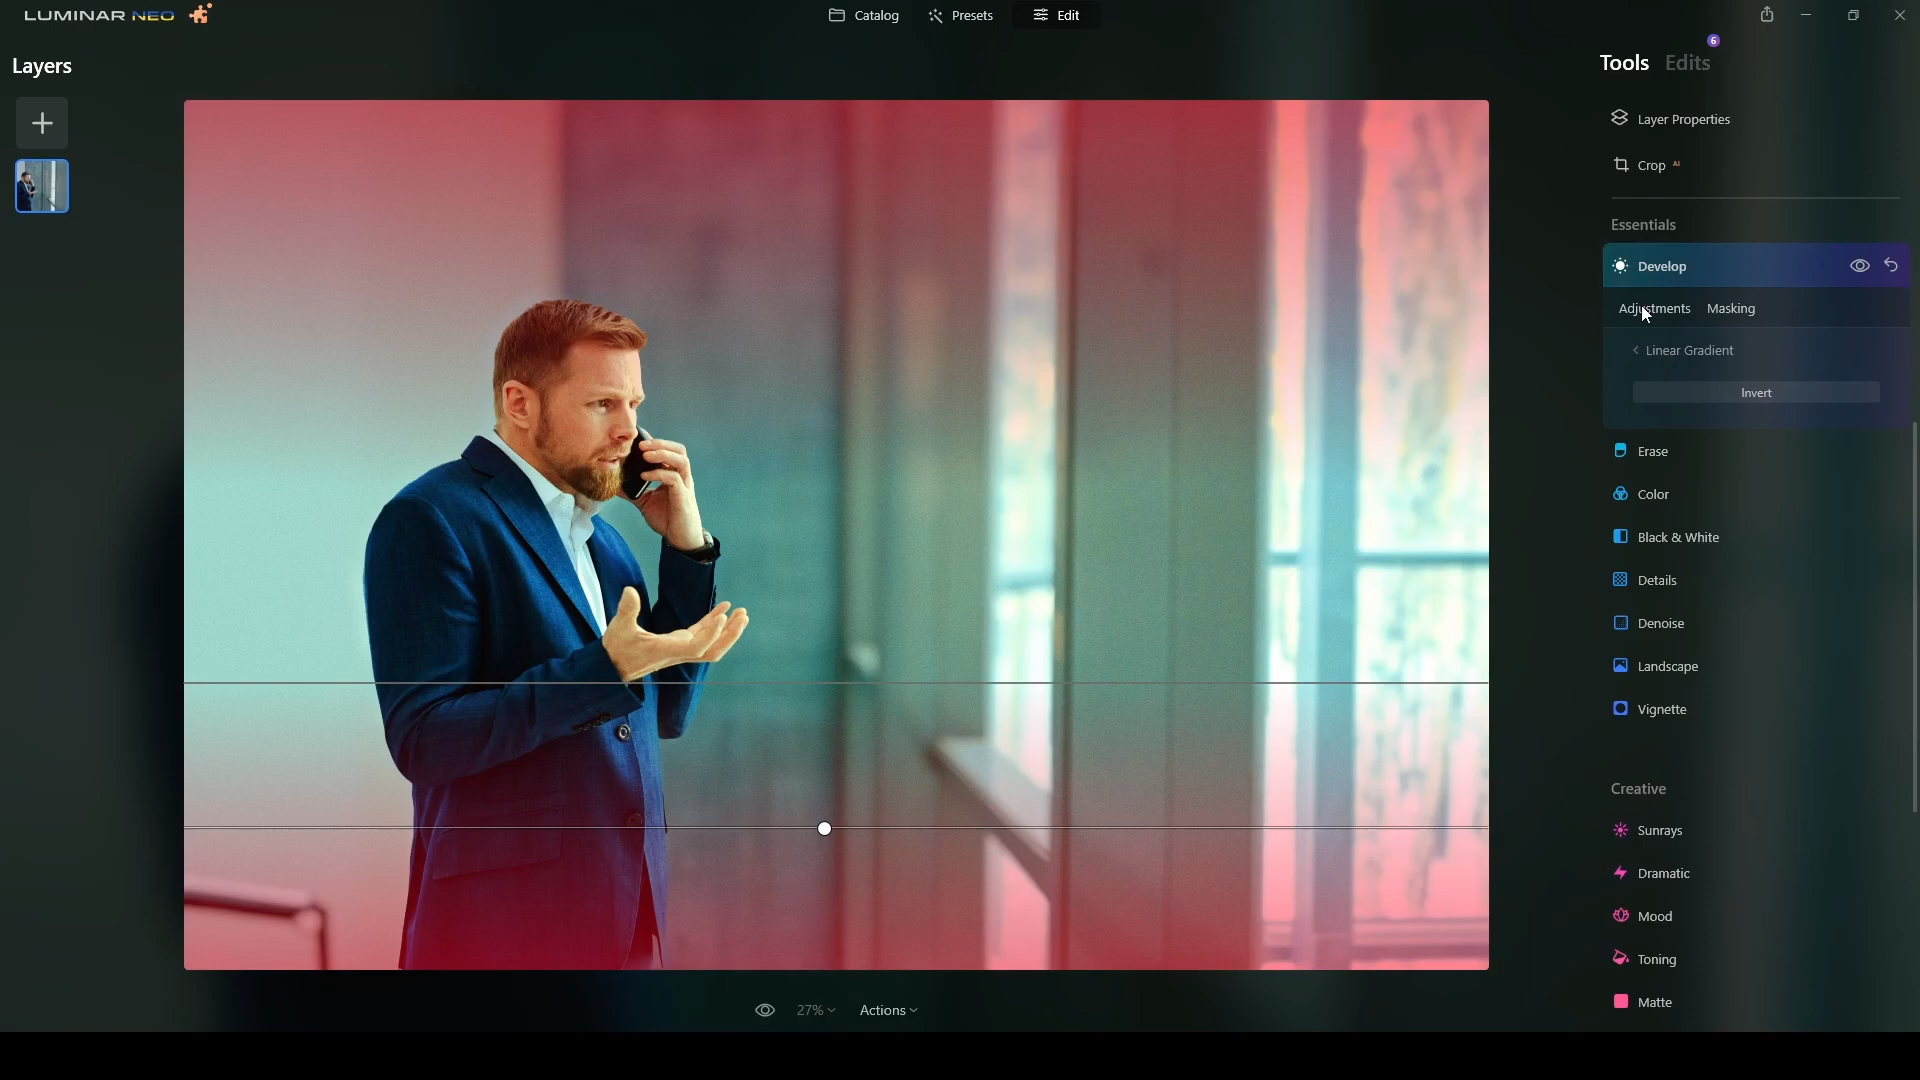 LUMINAR NEO
Catalog
Presets
Edit
Layers
6
Tools Edits
Layer Properties
Crop AI
Essentials
Develop
Adjustments Masking
Linear Gradient
Invert
Erase
Color
Black & White
Details
Denoise
Landscape
Vignette
Creative
Sunrays
Dramatic
Mood
Toning
Matte
27% Actions